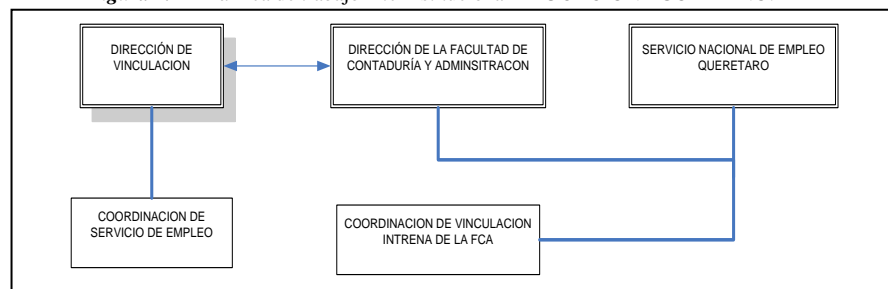 DIRECCIÓN DE
VINCULACION
DIRECCIÓN DE LA FACULTAD DE
CONTADURÍA Y ADMINSITRACON
SERVICIO NACIONAL DE EMPLEO
QUERETARO
COORDINACION DE
SERVICIO DE EMPLEO
COORDINACION DE VINCULACION
INTRENA DE LA FCA